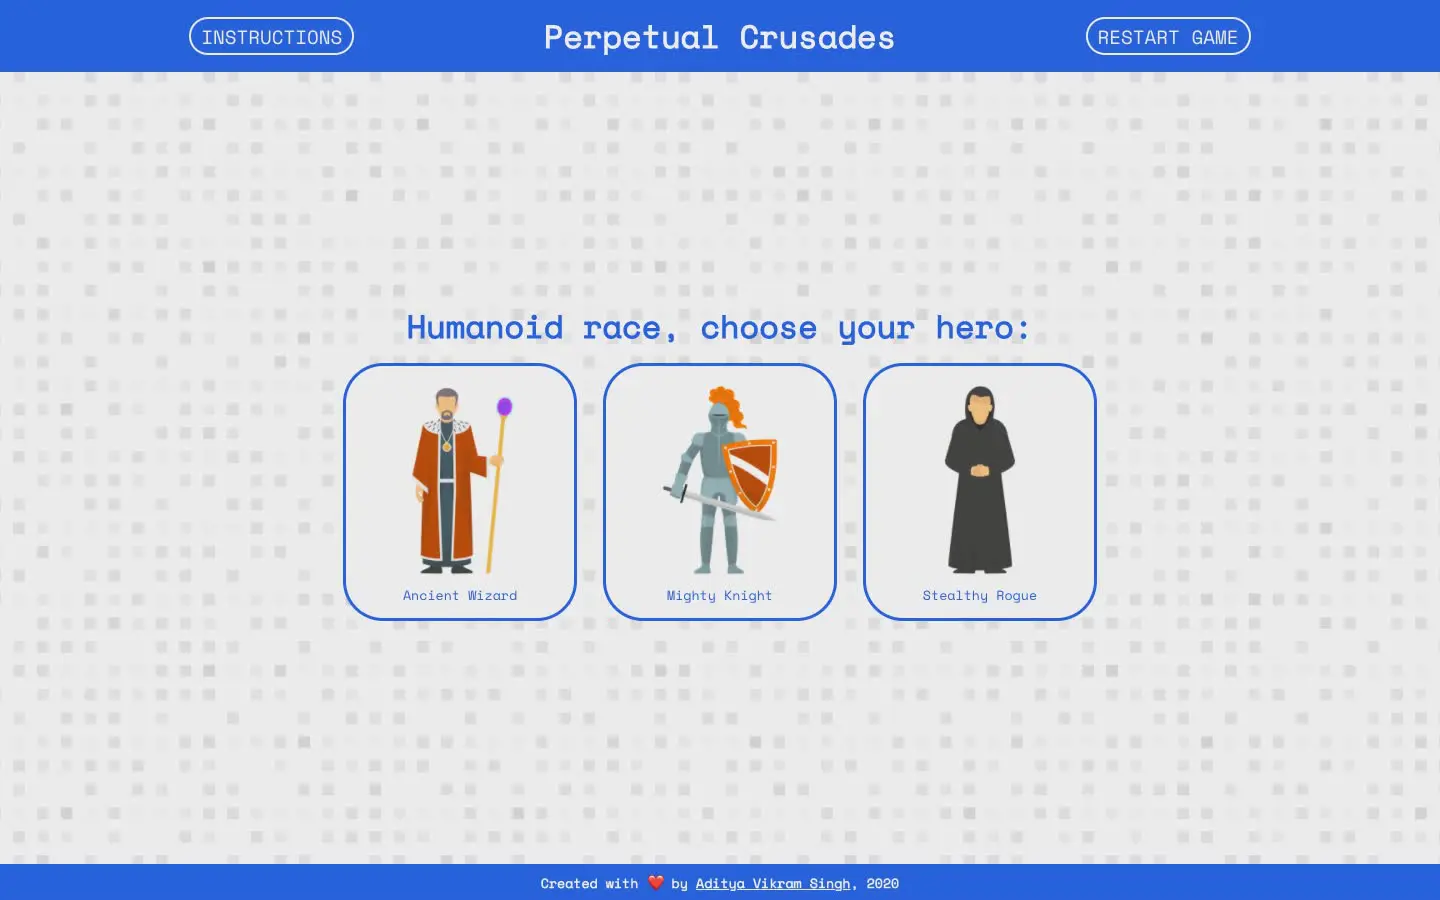 INSTRUCTIONS
Perpetual Crusades
RESTART GAME
Humanoid race, choose your hero:
Ancient Wizard
Mighty Knight
Stealthy Rogue
Created with ❤️ by Aditya Vikram Singh, 2020